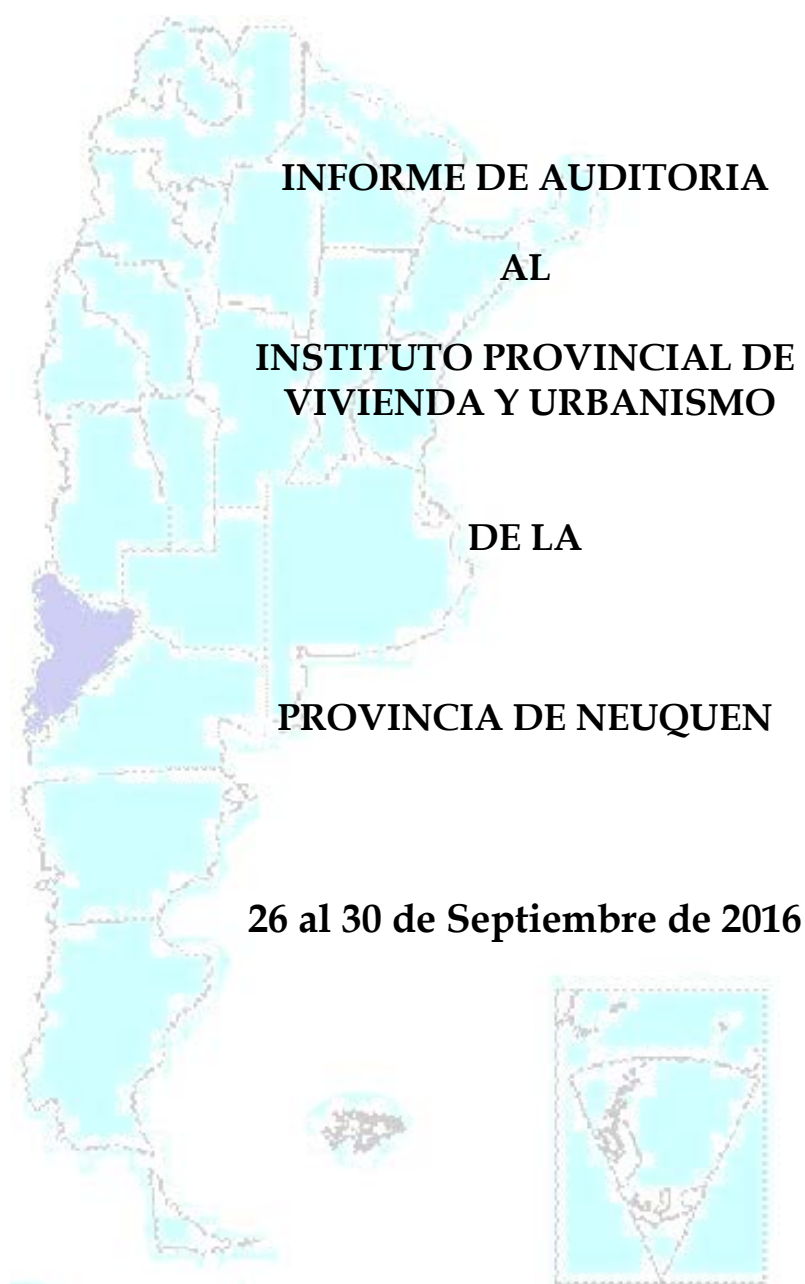 INFORME DE AUDITORIA
AL
INSTITUTO PROVINCIAL DE
VIVIENDA Y URBANISMO
DE LA
PROVINCIA DE NEUQUEN
26 al 30 de Septiembre de 2016